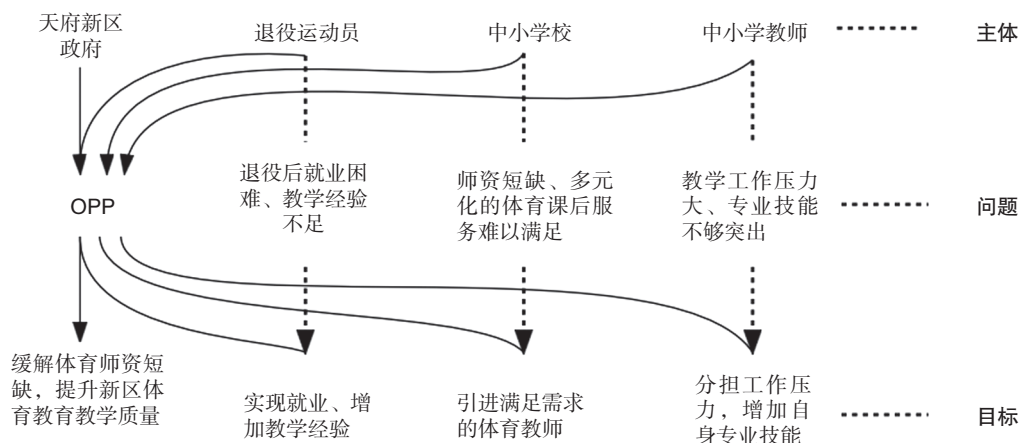 天府新区
政府
退役运动员
中小学校
中小学教师
主体
OPP
退役后就业困
难、教学经验
不足
师资短缺、多元
化的体育课后服
务难以满足
教学工作压力
大、专业技能
不够突出
问题
缓解体育师资短
缺，提升新区体
育教育教学质量
实现就业、增
加教学经验
引进满足需求
的体育教师
分担工作压
力，增加自
身专业技能
目标